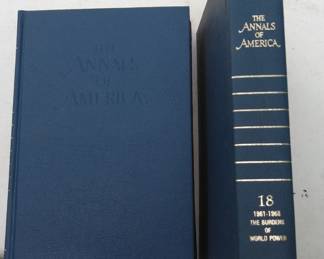 THE
ANNALS
OF
AMERICA
THE
ANNALS
OF
AMERICA
18
1961-1968
THE BURDENS
OF
WORLD POWER